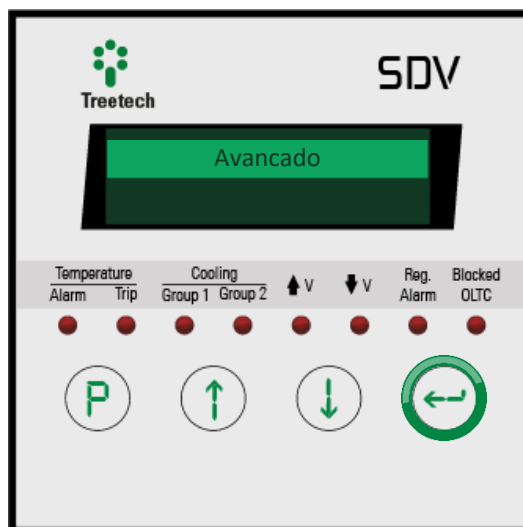 SDV
Treetech
Avancado
Temperature Cooling Reg. Blocked
Alarm Trip Group 1 Group 2 V V Alarm OLTC
P